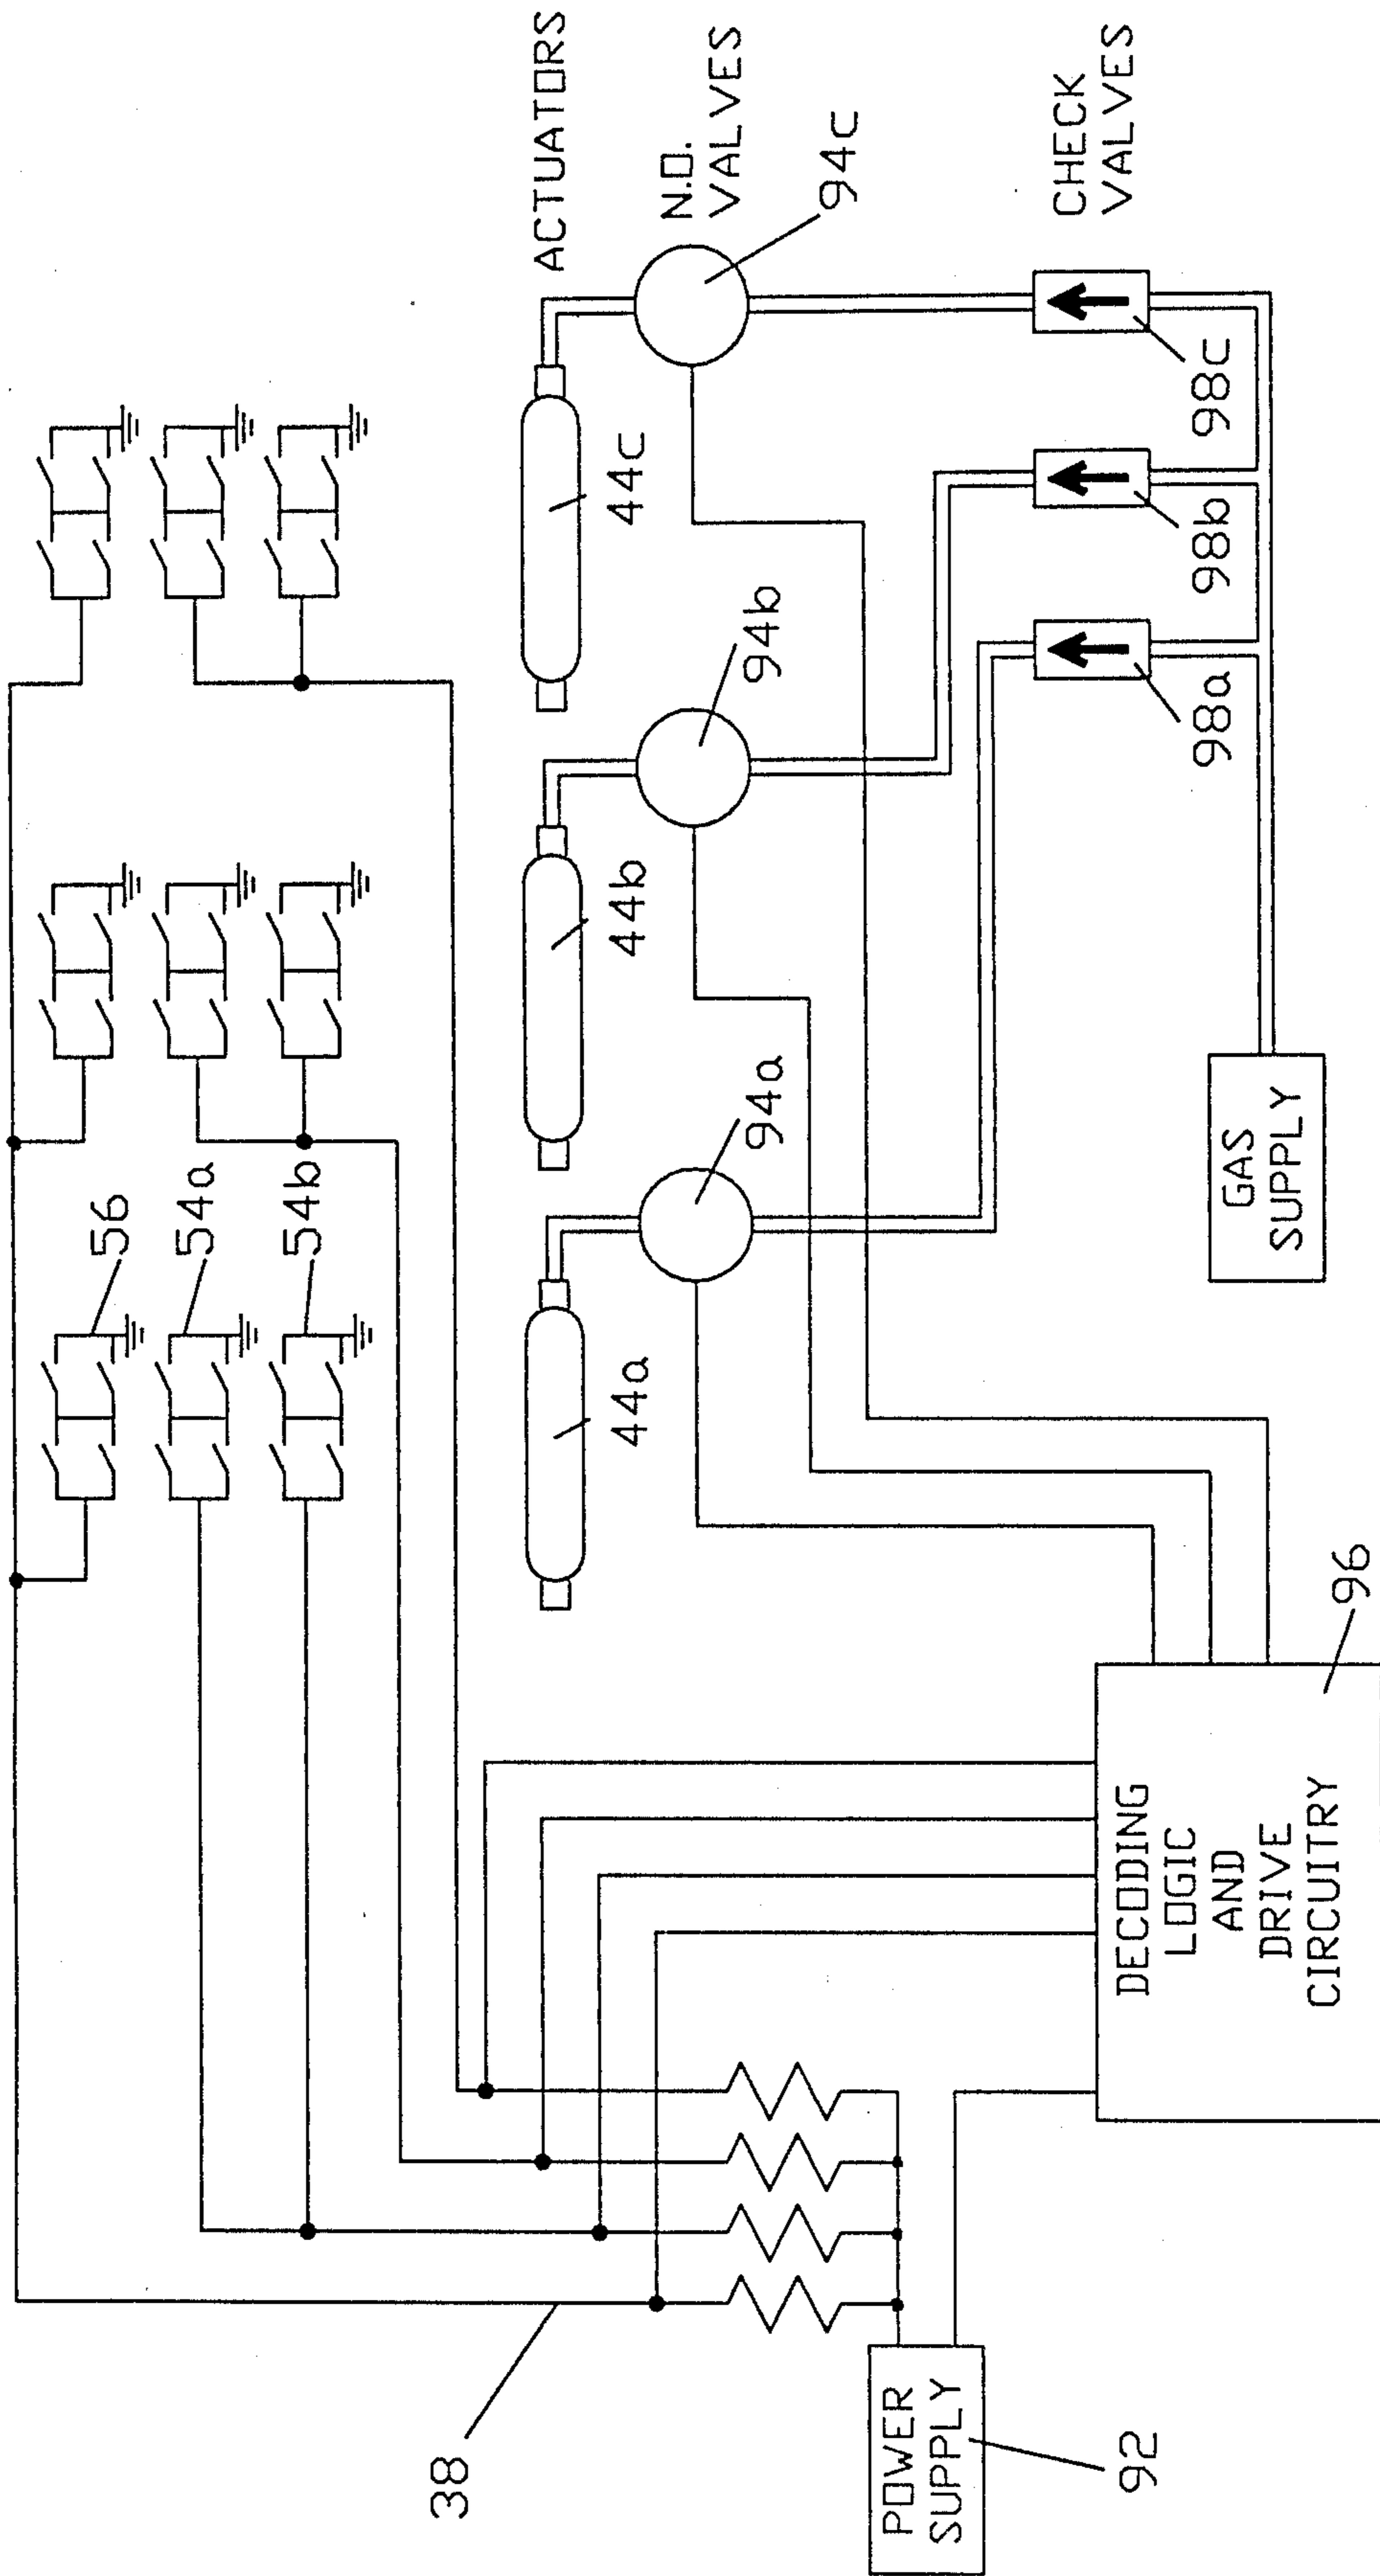 56
54a
54b
ACTUATORS
44a
44b
44c
N.O.
VALVES
94a
94b
94c
38
POWER
SUPPLY
92
DECODING
LOGIC
AND
DRIVE
CIRCUITRY
96
CHECK
VALVES
98a
98b
98c
GAS
SUPPLY